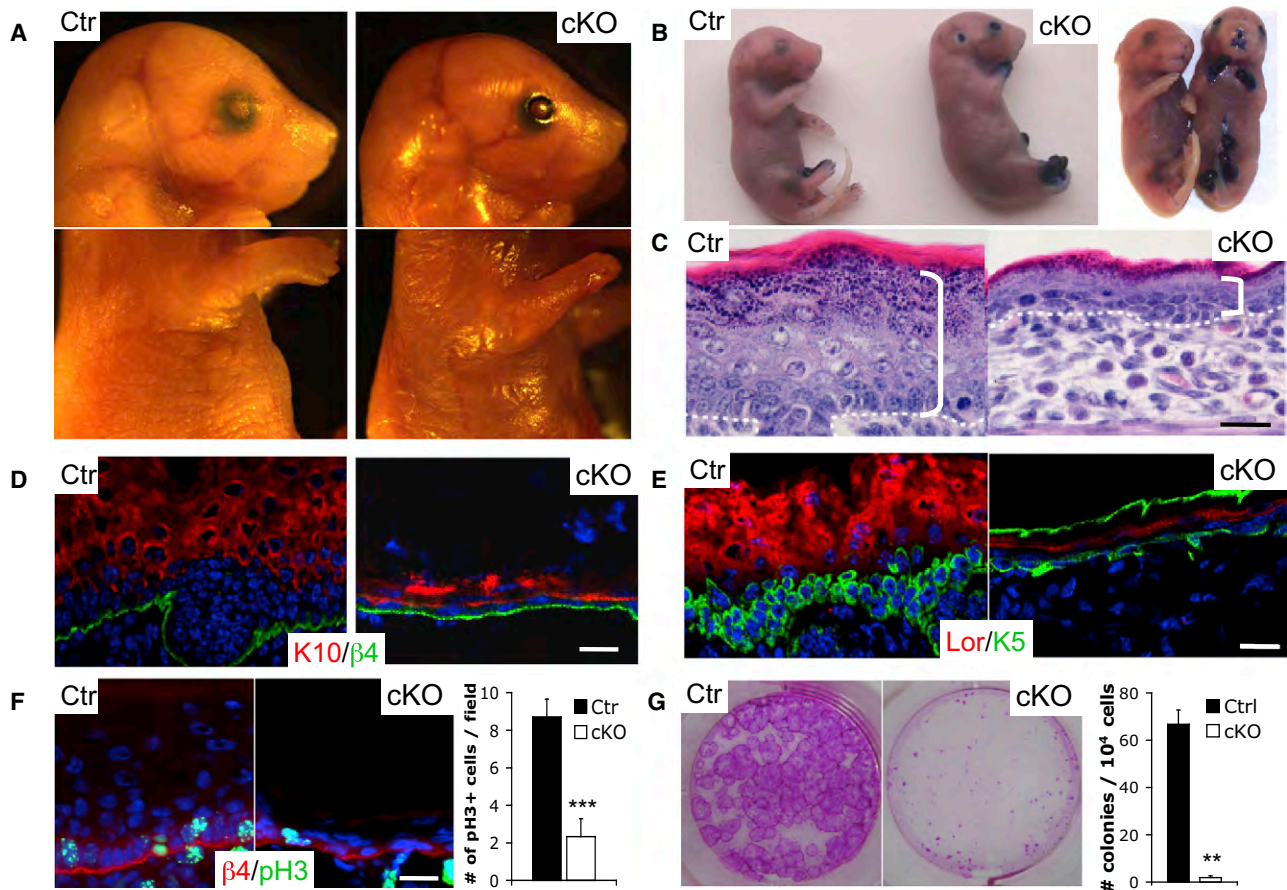 A
Ctr
cKO
B
Ctr
cKO
C
Ctr
cKO
D
Ctr
cKO
K10/β4
E
Ctr
cKO
Lor/K5
F
Ctr
cKO
β4/pH3
# of pH3+ cells / field
10
8
6
4
2
0
Ctr
cKO
***
G
Ctr
cKO
# colonies / 10⁴ cells
80
60
40
20
0
Ctrl
cKO
**